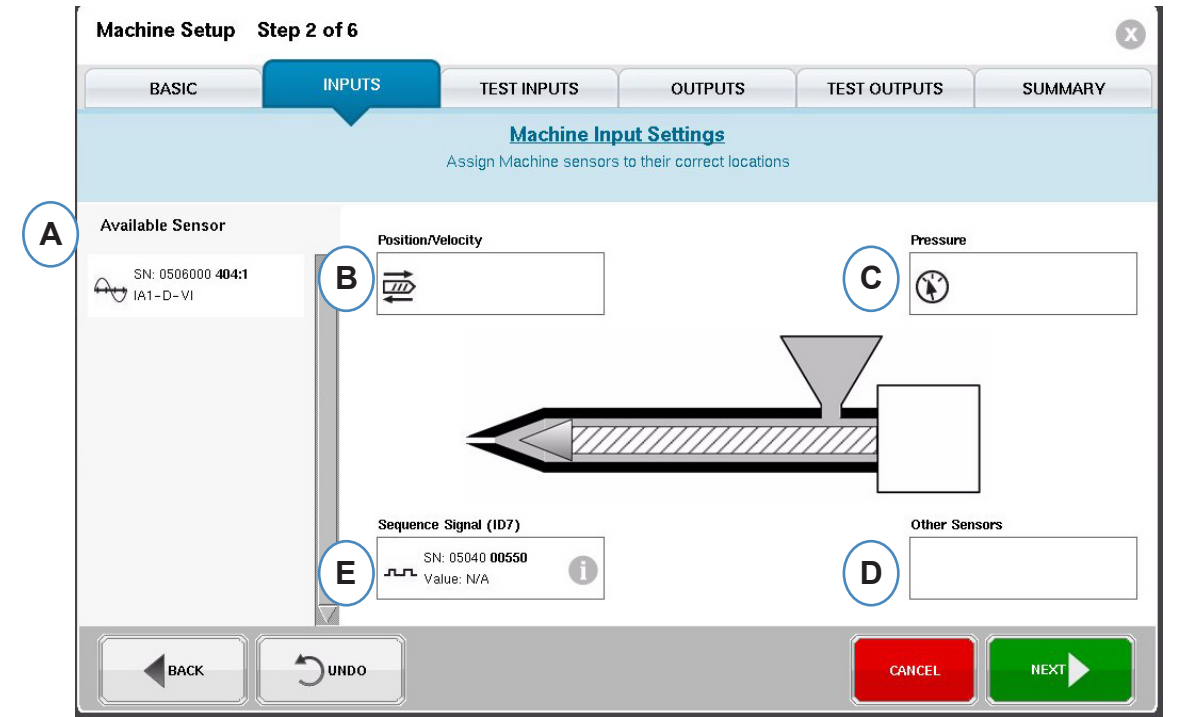 Machine Setup Step 2 of 6
X
BASIC
INPUTS
TEST INPUTS
OUTPUTS
TEST OUTPUTS
SUMMARY
Machine Input Settings
Assign Machine sensors to their correct locations
A
Available Sensor
SN: 0506000 404:1
IA1-D-VI
Position/Velocity
B
Pressure
C
Sequence Signal (ID7)
E
SN: 05040 00550
Value: N/A
i
Other Sensors
D
BACK
UNDO
CANCEL
NEXT